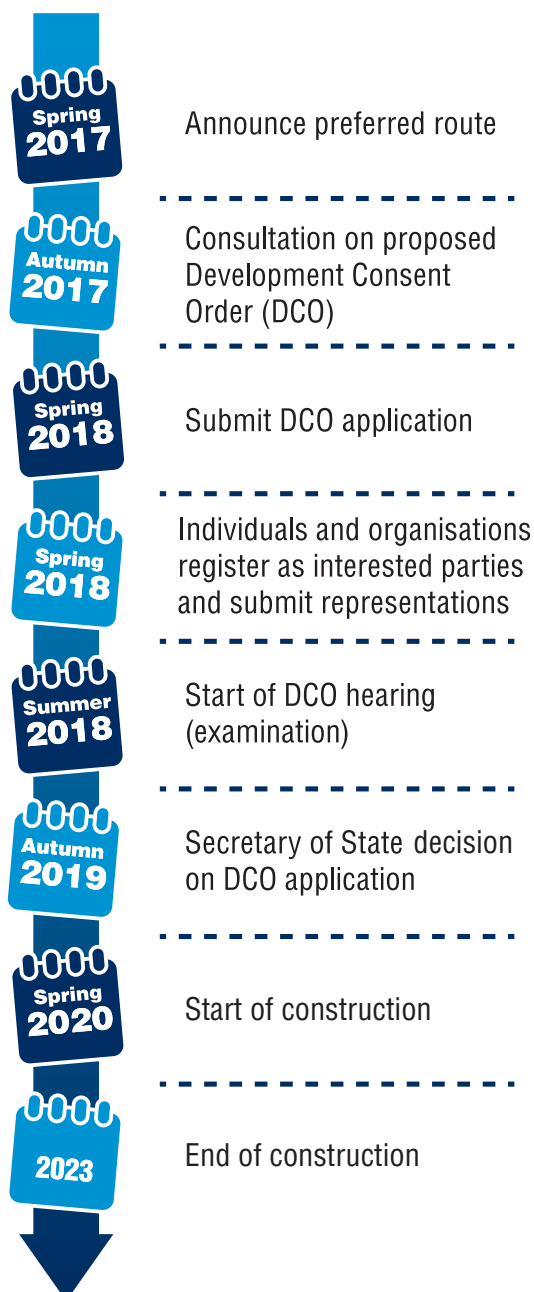 Spring
2017
Announce preferred route
Autumn
2017
Consultation on proposed
Development Consent
Order (DCO)
Spring
2018
Submit DCO application
Spring
2018
Individuals and organisations
register as interested parties
and submit representations
Summer
2018
Start of DCO hearing
(examination)
Autumn
2019
Secretary of State decision
on DCO application
Spring
2020
Start of construction
2023
End of construction